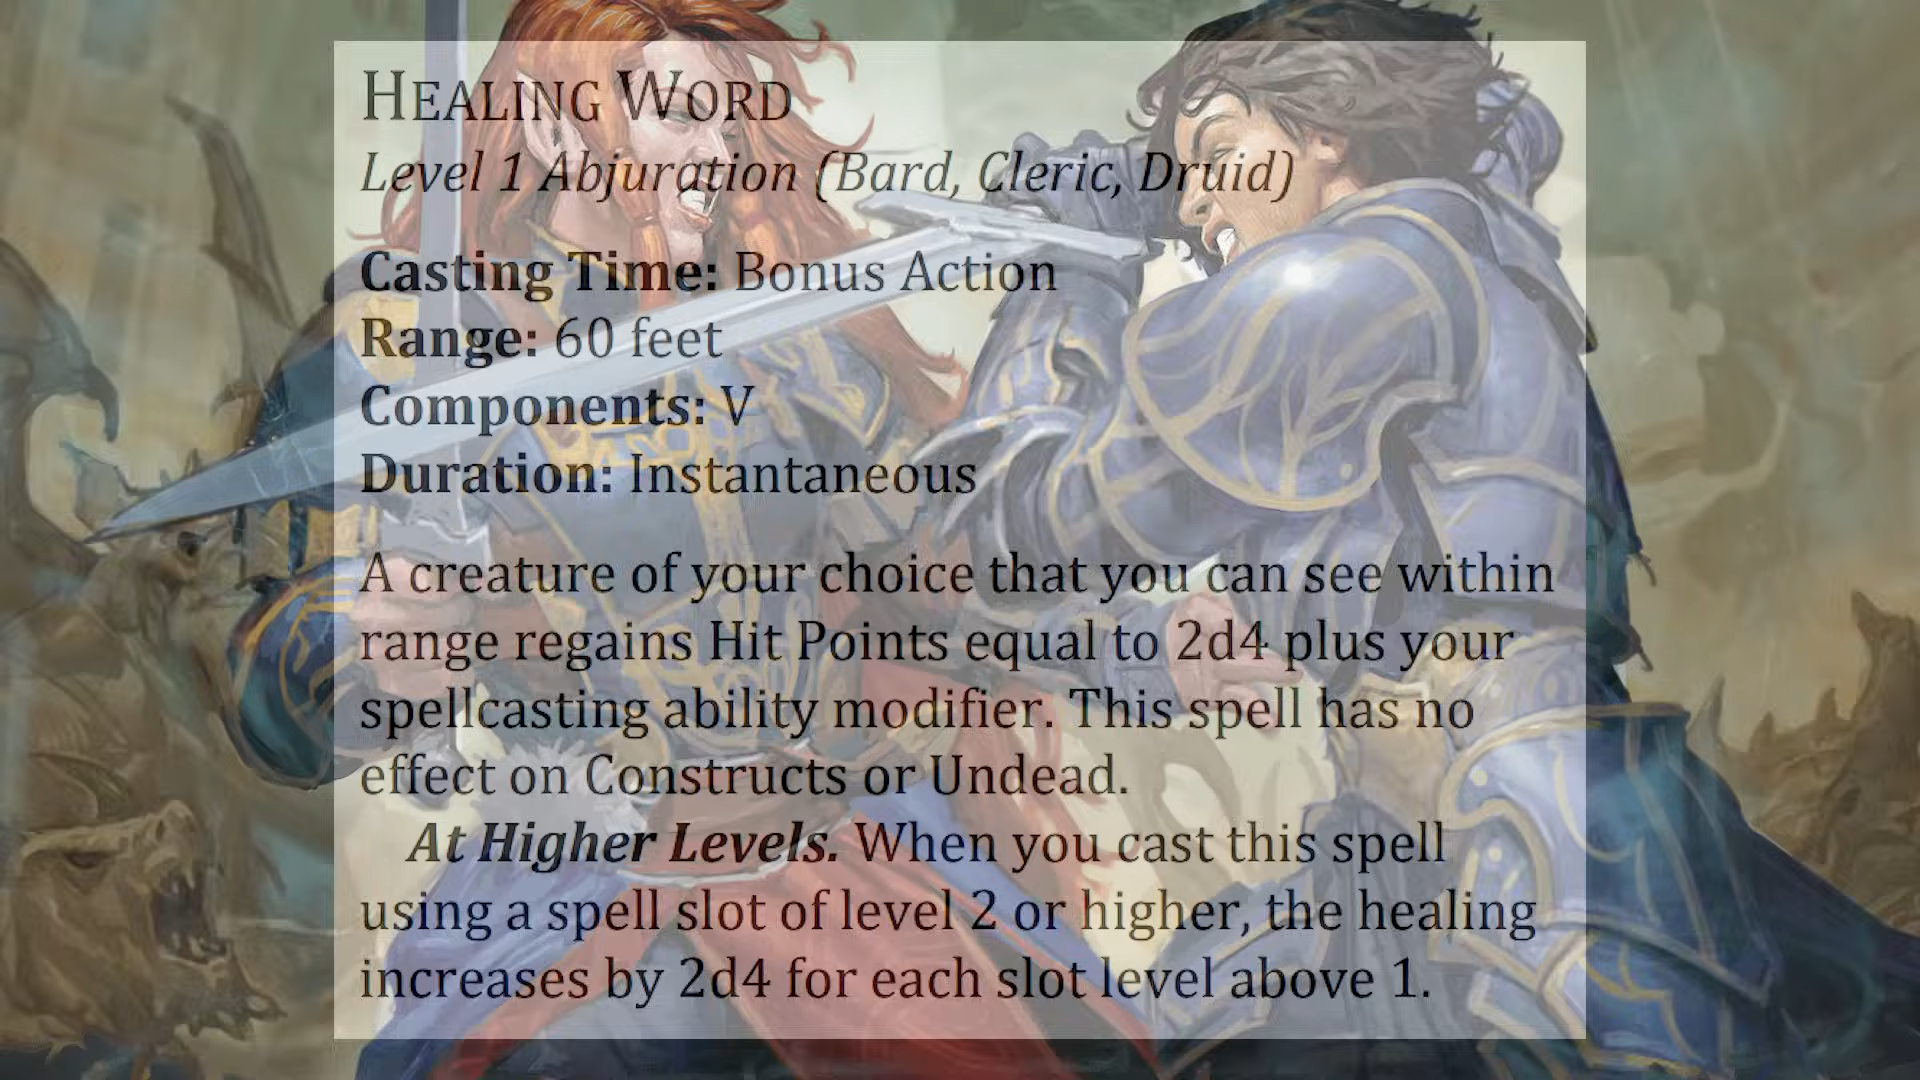 HEALING WORD
Level 1 Abjuration (Bard, Cleric, Druid)
Casting Time: Bonus Action
Range: 60 feet
Components: V
Duration: Instantaneous
A creature of your choice that you can see within
range regains Hit Points equal to 2d4 plus your
spellcasting ability modifier. This spell has no
effect on Constructs or Undead.
At Higher Levels. When you cast this spell
using a spell slot of level 2 or higher, the healing
increases by 2d4 for each slot level above 1.